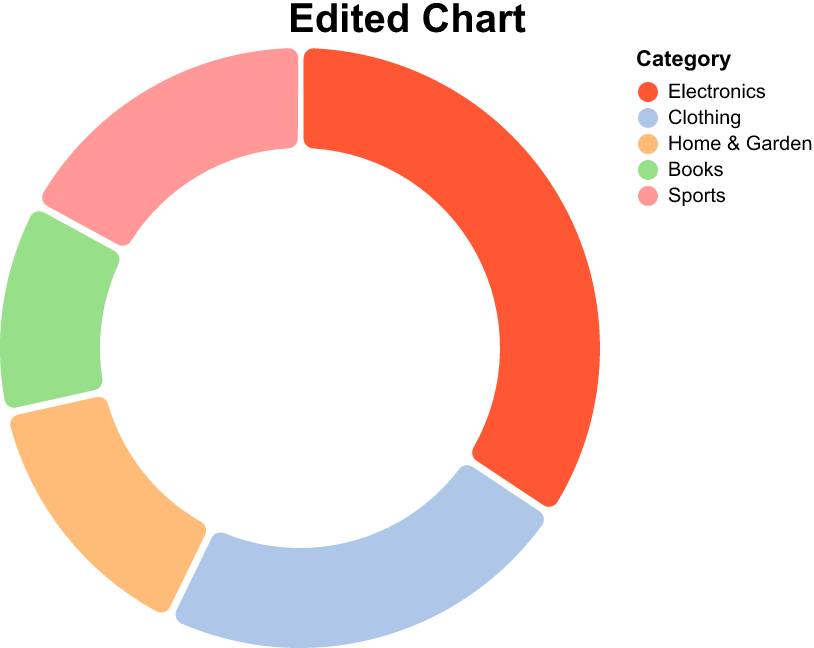 Edited Chart
Category
Electronics
Clothing
Home & Garden
Books
Sports